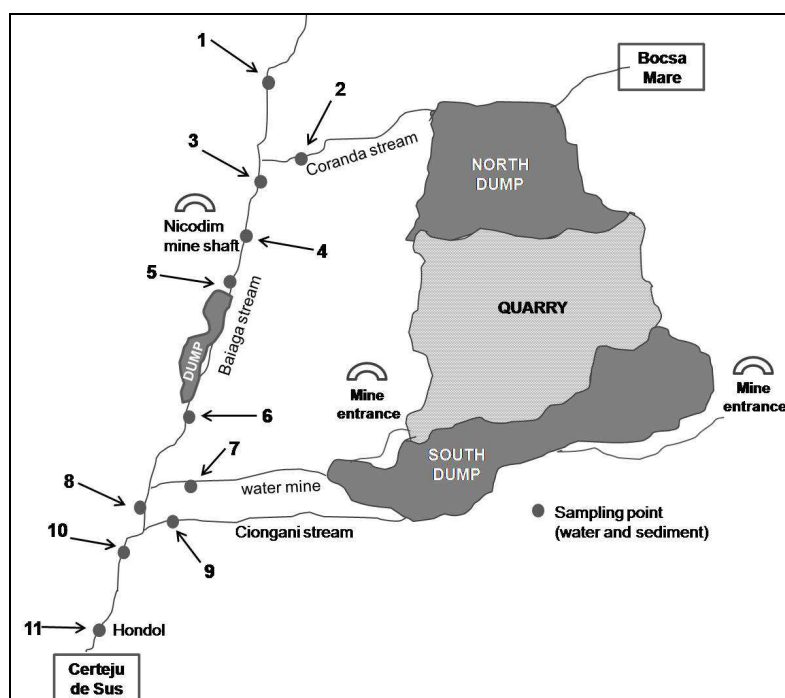 1
2
Bocsa
Mare
3
Coranda stream
NORTH
DUMP
Nicodim
mine shaft
4
5
Baiaga stream
QUARRY
DUMP
Mine
entrance
Mine
entrance
6
7
SOUTH
DUMP
8
water mine
Sampling point
(water and sediment)
10
Ciongani stream
9
11
Hondol
Certeju
de Sus